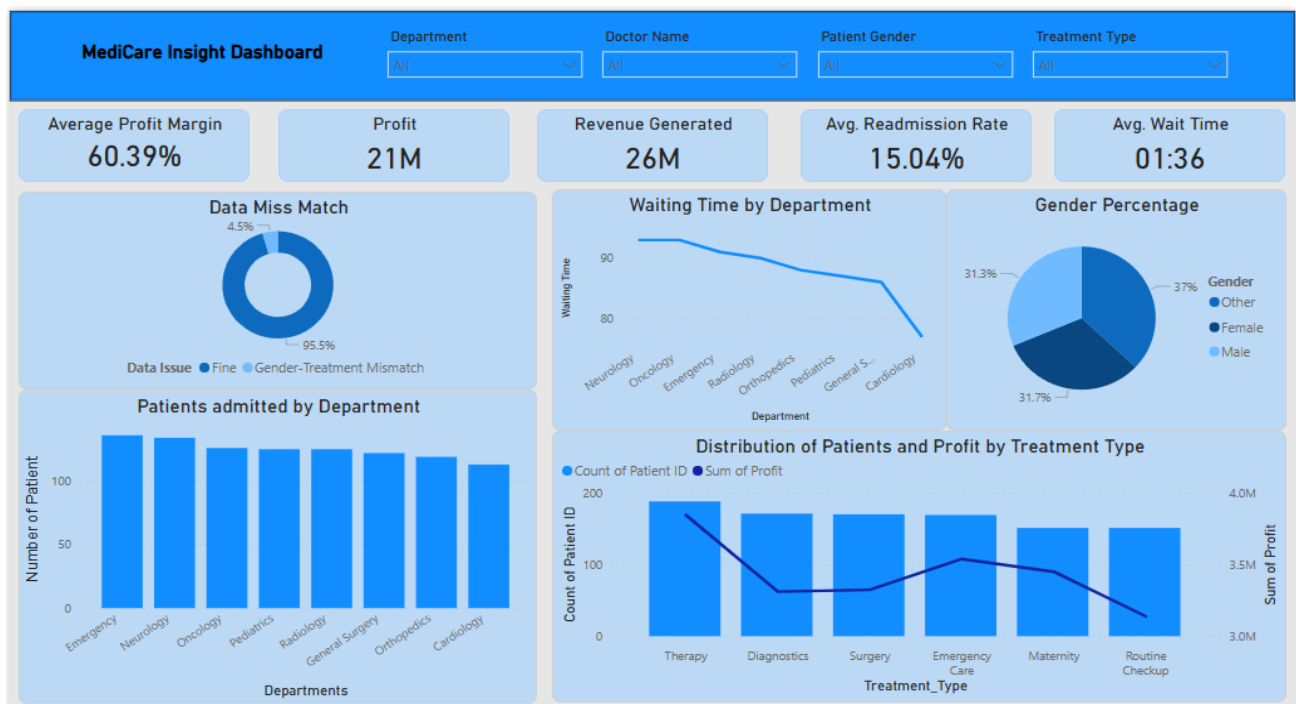 MediCare Insight Dashboard
Department
All
Doctor Name
All
Patient Gender
All
Treatment Type
All
Average Profit Margin
60.39%
Profit
21M
Revenue Generated
26M
Avg. Readmission Rate
15.04%
Avg. Wait Time
01:36
Data Miss Match
4.5%
95.5%
Data Issue Fine Gender-Treatment Mismatch
Waiting Time by Department
Waiting Time
90
80
Neurology
Oncology
Emergency
Radiology
Orthopedics
Pediatrics
General S...
Cardiology
Department
Gender Percentage
31.3%
37%
31.7%
Gender
Other
Female
Male
Patients admitted by Department
Number of Patient
100
50
0
Emergency
Neurology
Oncology
Pediatrics
Radiology
General Surgery
Orthopedics
Cardiology
Departments
Distribution of Patients and Profit by Treatment Type
Count of Patient ID Sum of Profit
Count of Patient ID
200
100
0
4.0M
3.5M
3.0M
Sum of Profit
Therapy
Diagnostics
Surgery
Emergency
Care
Maternity
Routine
Checkup
Treatment_Type